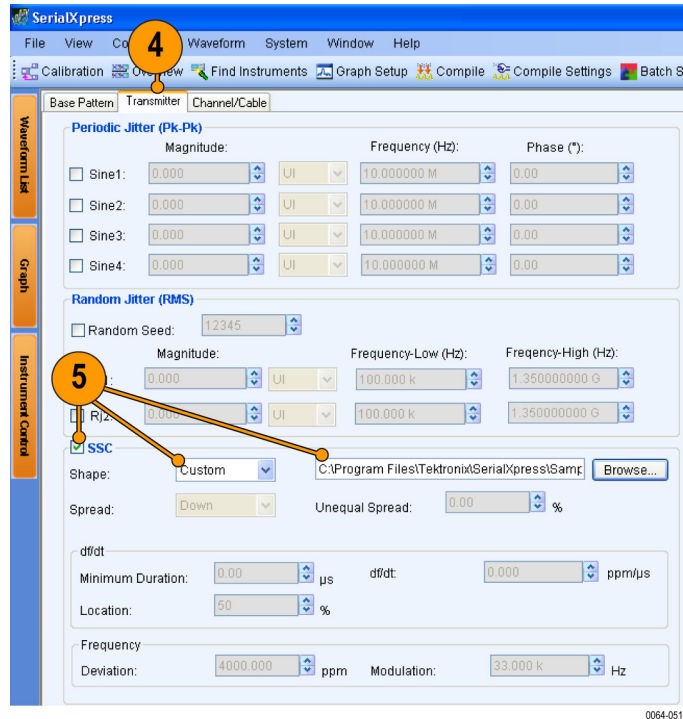 SerialXpress
File View Co 4 Waveform System Window Help
Calibration Overview Find Instruments Graph Setup Compile Compile Settings Batch S
Base Pattern Transmitter Channel/Cable
Waveform List
Graph
Instrument Control
Periodic Jitter (Pk-Pk)
Magnitude: Frequency (Hz): Phase (°):
Sine1: 0.000 UI 10.000000 M 0.00
Sine2: 0.000 UI 10.000000 M 0.00
Sine3: 0.000 UI 10.000000 M 0.00
Sine4: 0.000 UI 10.000000 M 0.00
Random Jitter (RMS)
Random Seed: 12345
Magnitude: Frequency-Low (Hz): Freqency-High (Hz):
5 1: 0.000 UI 100.000 k 1.350000000 G
Rj2: 0.000 UI 100.000 k 1.350000000 G
SSC
Shape: Custom C:\Program Files\Tektronix\SerialXpress\Samp Browse...
Spread: Down Unequal Spread: 0.00 %
df/dt
Minimum Duration: 0.00 µs df/dt: 0.000 ppm/µs
Location: 50 %
Frequency
Deviation: 4000.000 ppm Modulation: 33.000 k Hz
0064-051